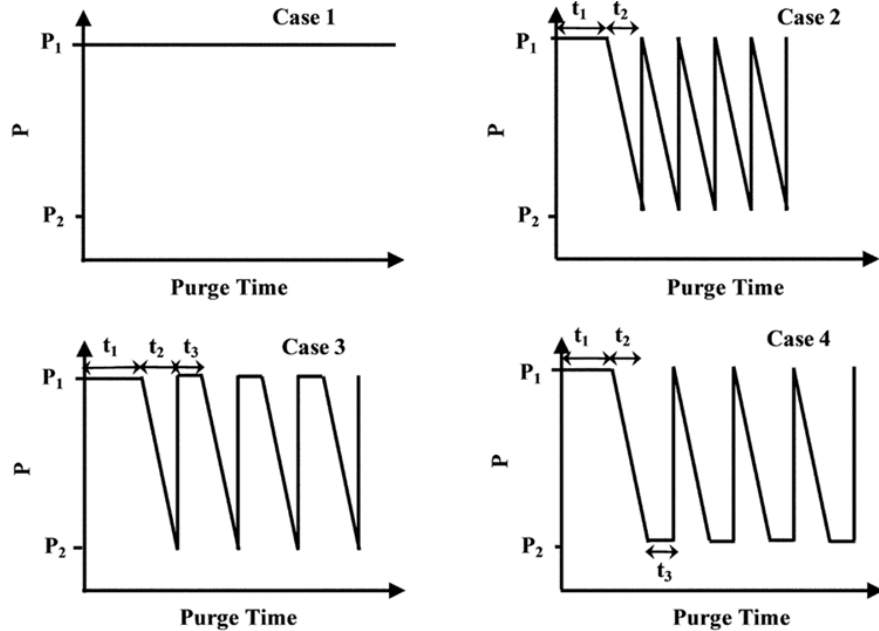 Case 1
P1
P
P2
Purge Time
t1 t2
Case 2
P1
P
P2
Purge Time
t1 t2 t3
Case 3
P1
P
P2
Purge Time
t1 t2
Case 4
P1
P
P2
t3
Purge Time